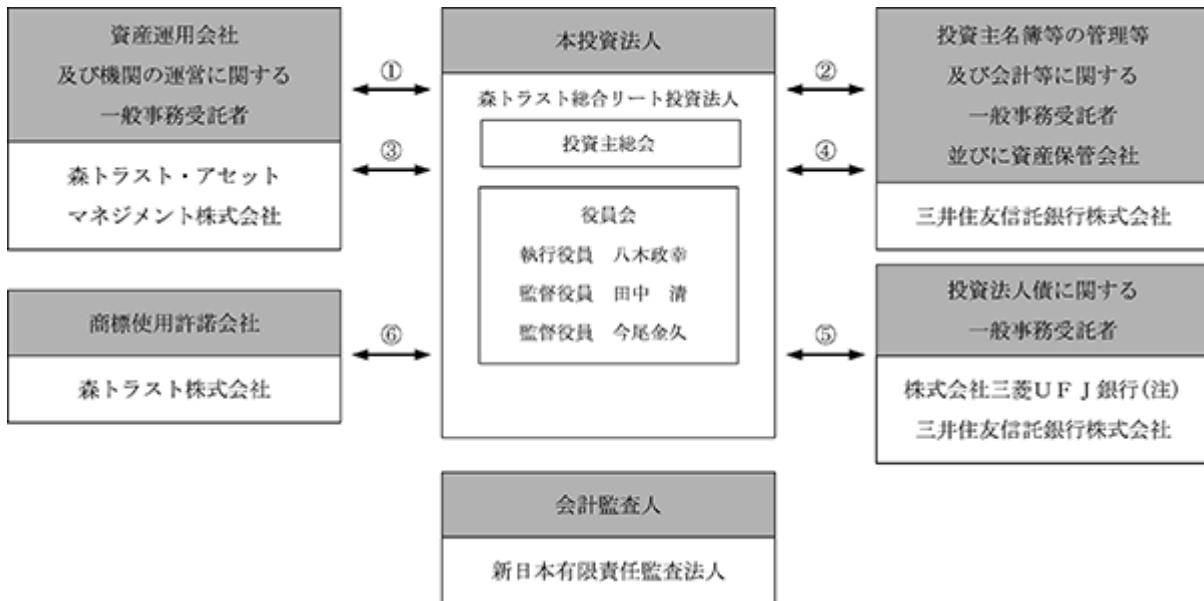 資産運用会社
及び機関の運営に関する
一般事務受託者
森トラスト・アセット
マネジメント株式会社
①
③
本投資法人
森トラスト総合リート投資法人
投資主総会
役員会
執行役員 八木政幸
監督役員 田中 清
監督役員 今尾金久
②
④
投資主名簿等の管理等
及び会計等に関する
一般事務受託者
並びに資産保管会社
三井住友信託銀行株式会社
商標使用許諾会社
森トラスト株式会社
⑥
⑤
投資法人債に関する
一般事務受託者
株式会社三菱UFJ銀行(注)
三井住友信託銀行株式会社
会計監査人
新日本有限責任監査法人